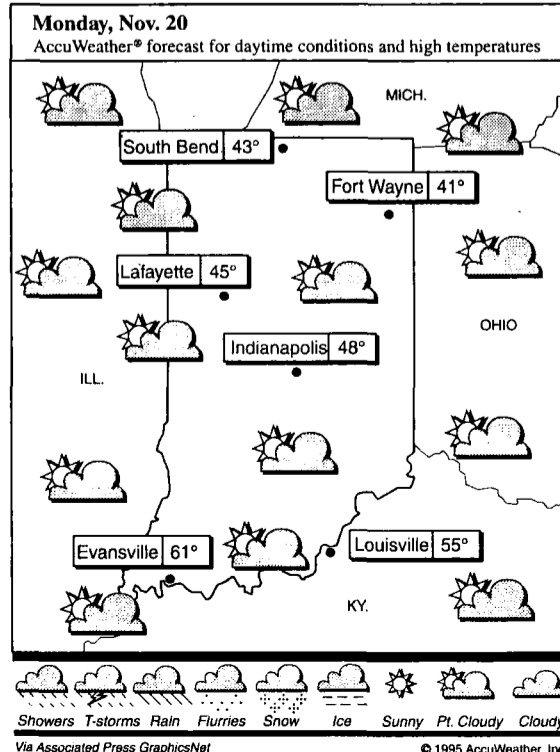 Monday, Nov. 20
AccuWeather® forecast for daytime conditions and high temperatures
MICH.
South Bend 43°
Fort Wayne 41°
Lafayette 45°
OHIO
Indianapolis 48°
ILL.
Evansville 61°
Louisville 55°
KY.
Showers T-storms Rain Flurries Snow Ice Sunny Pt. Cloudy Cloudy
Via Associated Press GraphicsNet
© 1995 AccuWeather, Inc